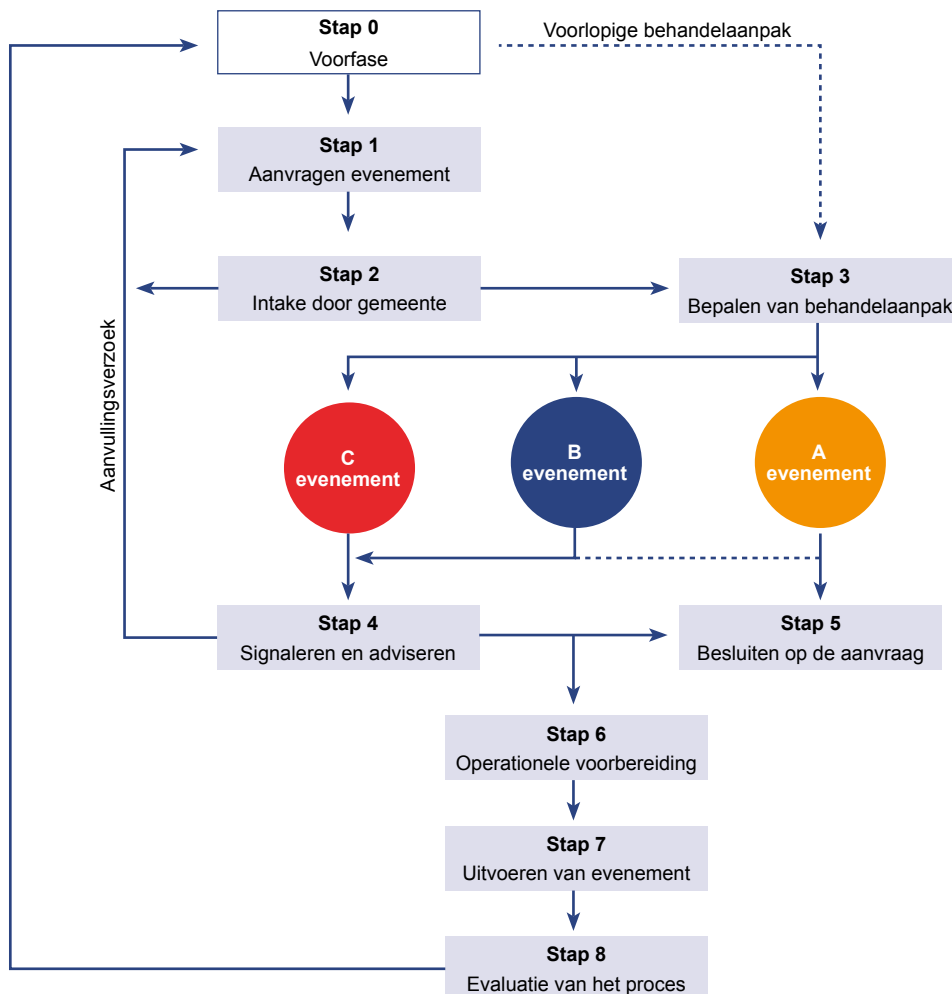 Stap 0
Voorfase
Voorlopige behandelaanpak
Stap 1
Aanvragen evenement
Stap 2
Intake door gemeente
Stap 3
Bepalen van behandelaanpak
Aanvullingsverzoek
C
evenement
B
evenement
A
evenement
Stap 4
Signaleren en adviseren
Stap 5
Besluiten op de aanvraag
Stap 6
Operationele voorbereiding
Stap 7
Uitvoeren van evenement
Stap 8
Evaluatie van het proces